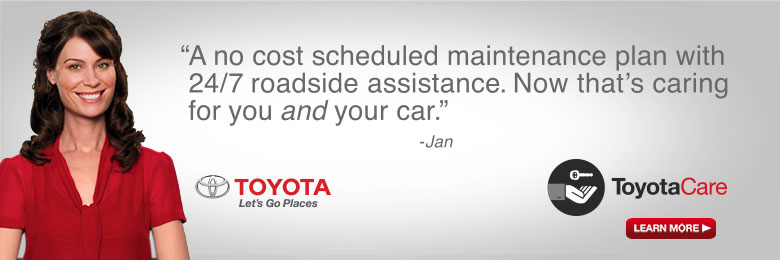 “A no cost scheduled maintenance plan with
24/7 roadside assistance. Now that’s caring
for you and your car.”
-Jan
TOYOTA
Let’s Go Places
ToyotaCare
LEARN MORE